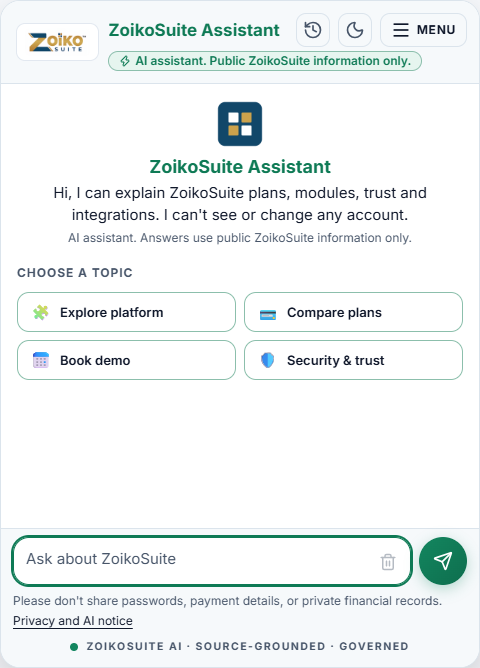 ZOiKO™
SUITE
ZoikoSuite Assistant
MENU
AI assistant. Public ZoikoSuite information only.
ZoikoSuite Assistant
Hi, I can explain ZoikoSuite plans, modules, trust and
integrations. I can't see or change any account.
AI assistant. Answers use public ZoikoSuite information only.
CHOOSE A TOPIC
Explore platform
Compare plans
Book demo
Security & trust
Ask about ZoikoSuite
Please don't share passwords, payment details, or private financial records.
Privacy and AI notice
ZOIKOSUITE AI · SOURCE-GROUNDED · GOVERNED